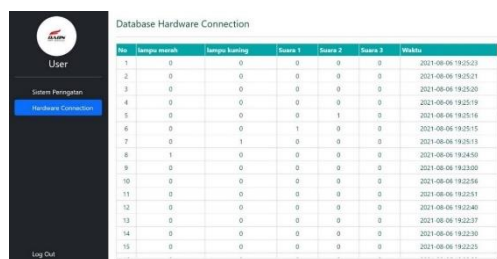 Database Hardware Connection
User
Sistem Peringatan
Hardware Connection
Log Out
No lampu merah lampu kuning Suara 1 Suara 2 Suara 3 Waktu
1 0 0 0 0 0 2021-08-06 19:25:23
2 0 0 0 0 0 2021-08-06 19:25:21
3 0 0 0 0 0 2021-08-06 19:25:20
4 0 0 0 0 0 2021-08-06 19:25:19
5 0 0 0 1 0 2021-08-06 19:25:16
6 0 0 1 0 0 2021-08-06 19:25:15
7 0 1 0 0 0 2021-08-06 19:25:13
8 1 0 0 0 0 2021-08-06 19:24:50
9 0 0 0 0 0 2021-08-06 19:23:00
10 0 0 0 0 0 2021-08-06 19:22:56
11 0 0 0 0 0 2021-08-06 19:22:51
12 0 0 0 0 0 2021-08-06 19:22:40
13 0 0 0 0 0 2021-08-06 19:22:37
14 0 0 0 0 0 2021-08-06 19:22:30
15 0 0 0 0 0 2021-08-06 19:22:25